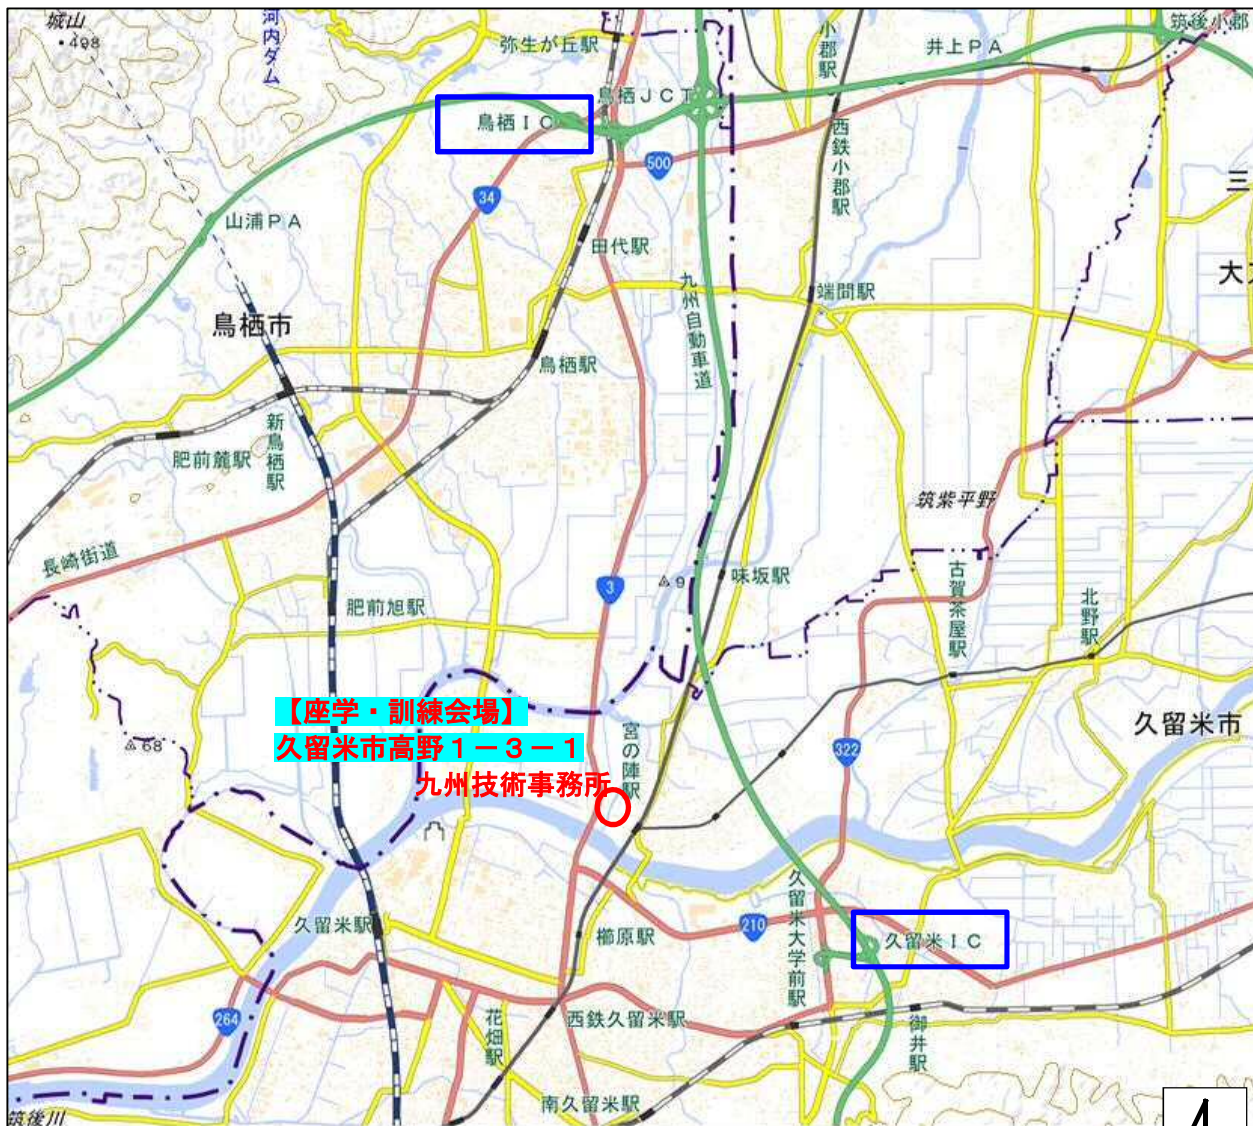 城山
・498
河内ダム
弥生が丘駅
小郡駅
井上PA
筑後小郡
鳥栖JCT
鳥栖IC
西鉄小郡駅
500
三
34
山浦PA
田代駅
大
九州自動車道
端間駅
鳥栖市
鳥栖駅
新鳥栖駅
肥前麓駅
筑紫平野
長崎街道
3
9
味坂駅
古賀茶屋駅
北野駅
肥前旭駅
【座学・訓練会場】
久留米市高野1-3-1
九州技術事務所
宮の陣駅
久留米市
68
322
久留米大学前駅
久留米駅
櫛原駅
210
久留米IC
264
花畑駅
西鉄久留米駅
御井駅
南久留米駅
筑後川
4